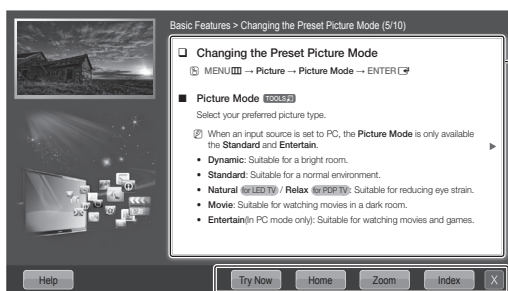 Basic Features > Changing the Preset Picture Mode (5/10)
Changing the Preset Picture Mode
MENU → Picture → Picture Mode → ENTER
Picture Mode TOOLS
Select your preferred picture type.
When an input source is set to PC, the Picture Mode is only available
the Standard and Entertain.
• Dynamic: Suitable for a bright room.
• Standard: Suitable for a normal environment.
• Natural for LED TV / Relax for PDP TV: Suitable for reducing eye strain.
• Movie: Suitable for watching movies in a dark room.
• Entertain(In PC mode only): Suitable for watching movies and games.
Help
Try Now
Home
Zoom
Index
X